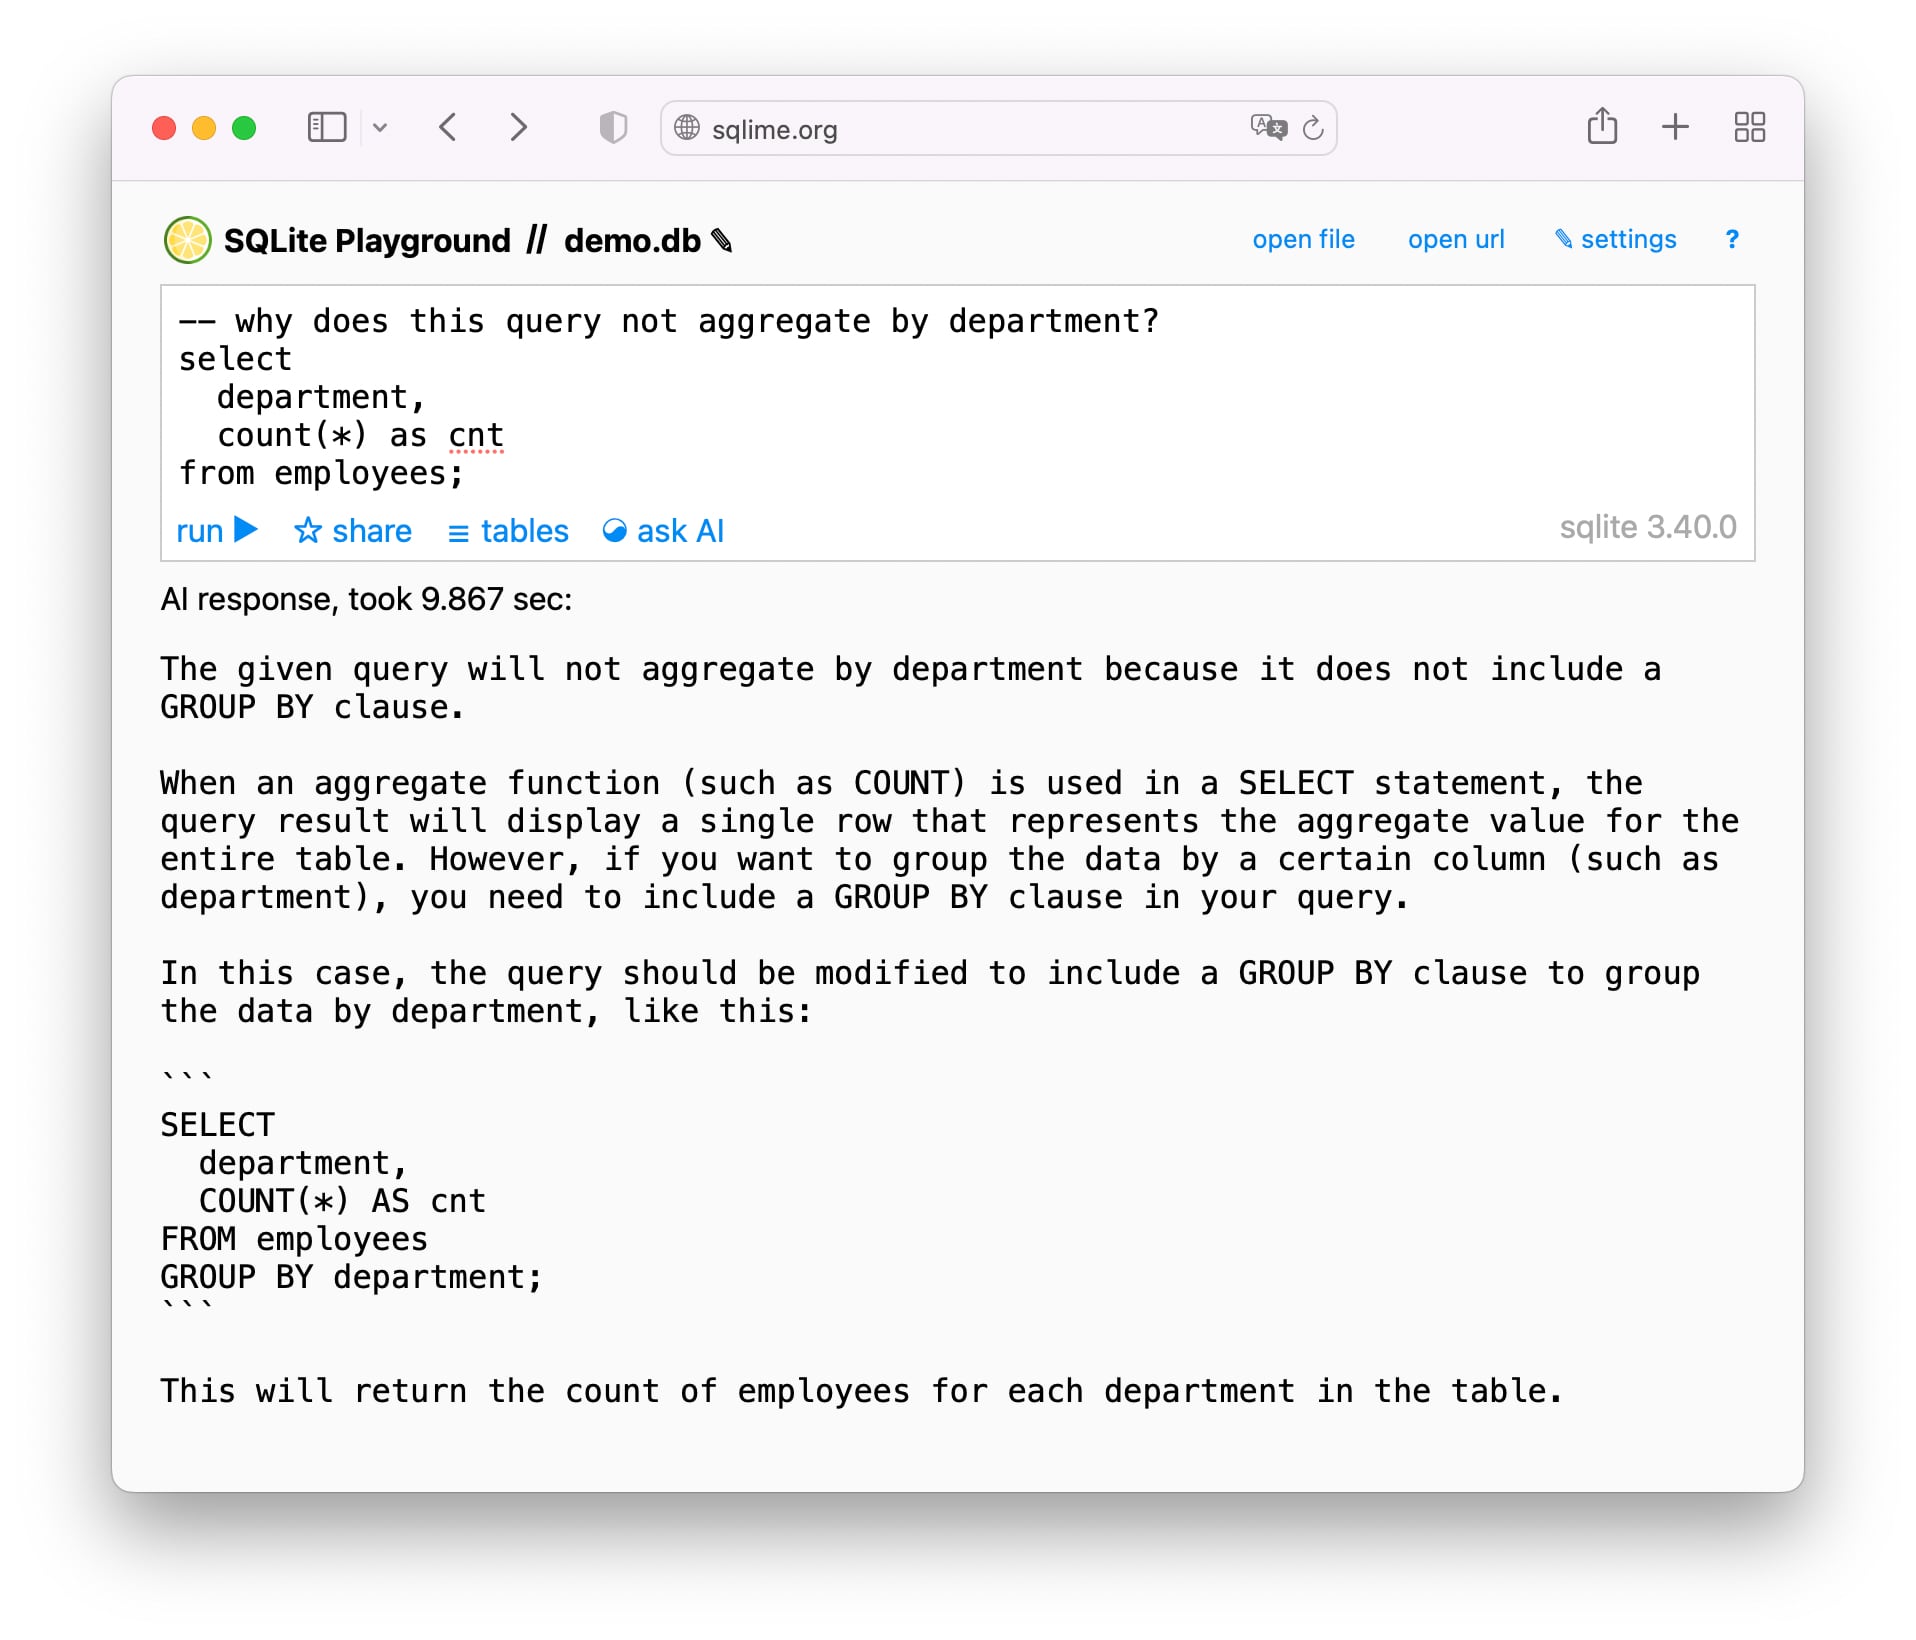 sqlime.org
SQLite Playground // demo.db ✎
open file open url ✎ settings ?
-- why does this query not aggregate by department?
select
  department,
  count(*) as cnt
from employees;
run ▶ ☆ share ≡ tables ask AI
sqlite 3.40.0
AI response, took 9.867 sec:
The given query will not aggregate by department because it does not include a
GROUP BY clause.
When an aggregate function (such as COUNT) is used in a SELECT statement, the
query result will display a single row that represents the aggregate value for the
entire table. However, if you want to group the data by a certain column (such as
department), you need to include a GROUP BY clause in your query.
In this case, the query should be modified to include a GROUP BY clause to group
the data by department, like this:
```
SELECT
  department,
  COUNT(*) AS cnt
FROM employees
GROUP BY department;
```
This will return the count of employees for each department in the table.